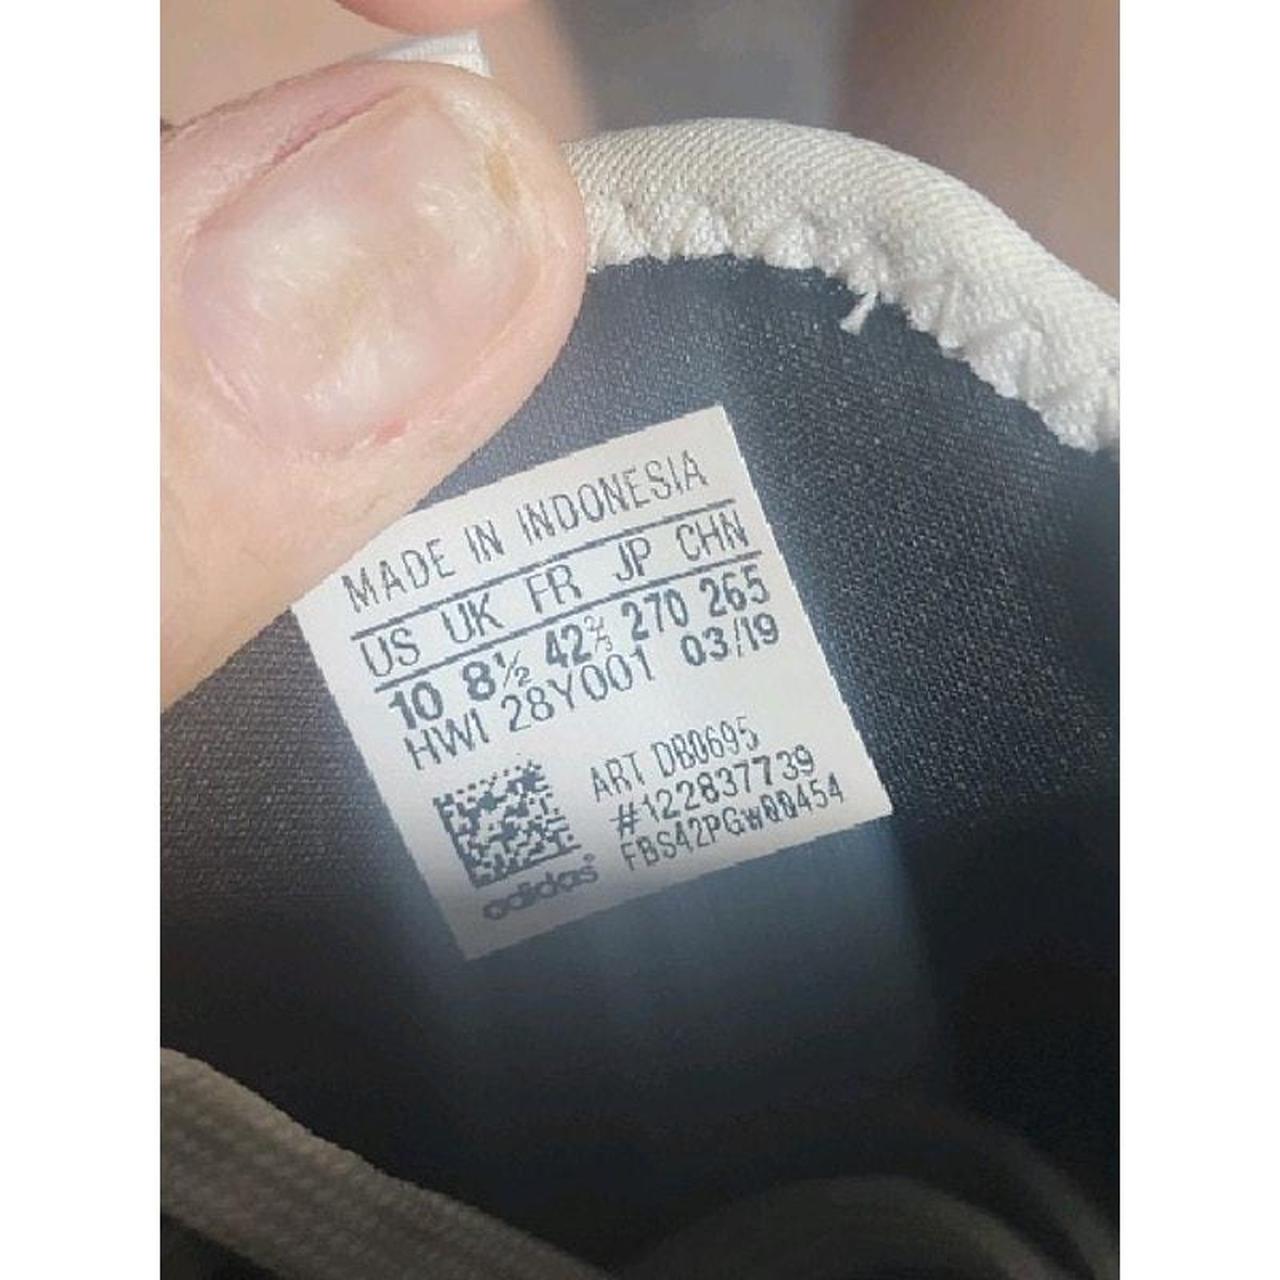 MADE IN INDONESIA
US UK FR JP CHN
10 8½ 42⅔ 270 265
HWI 28Y001 03/19
ART DB0695
#122837739
FBS42PGW00454
adidas®